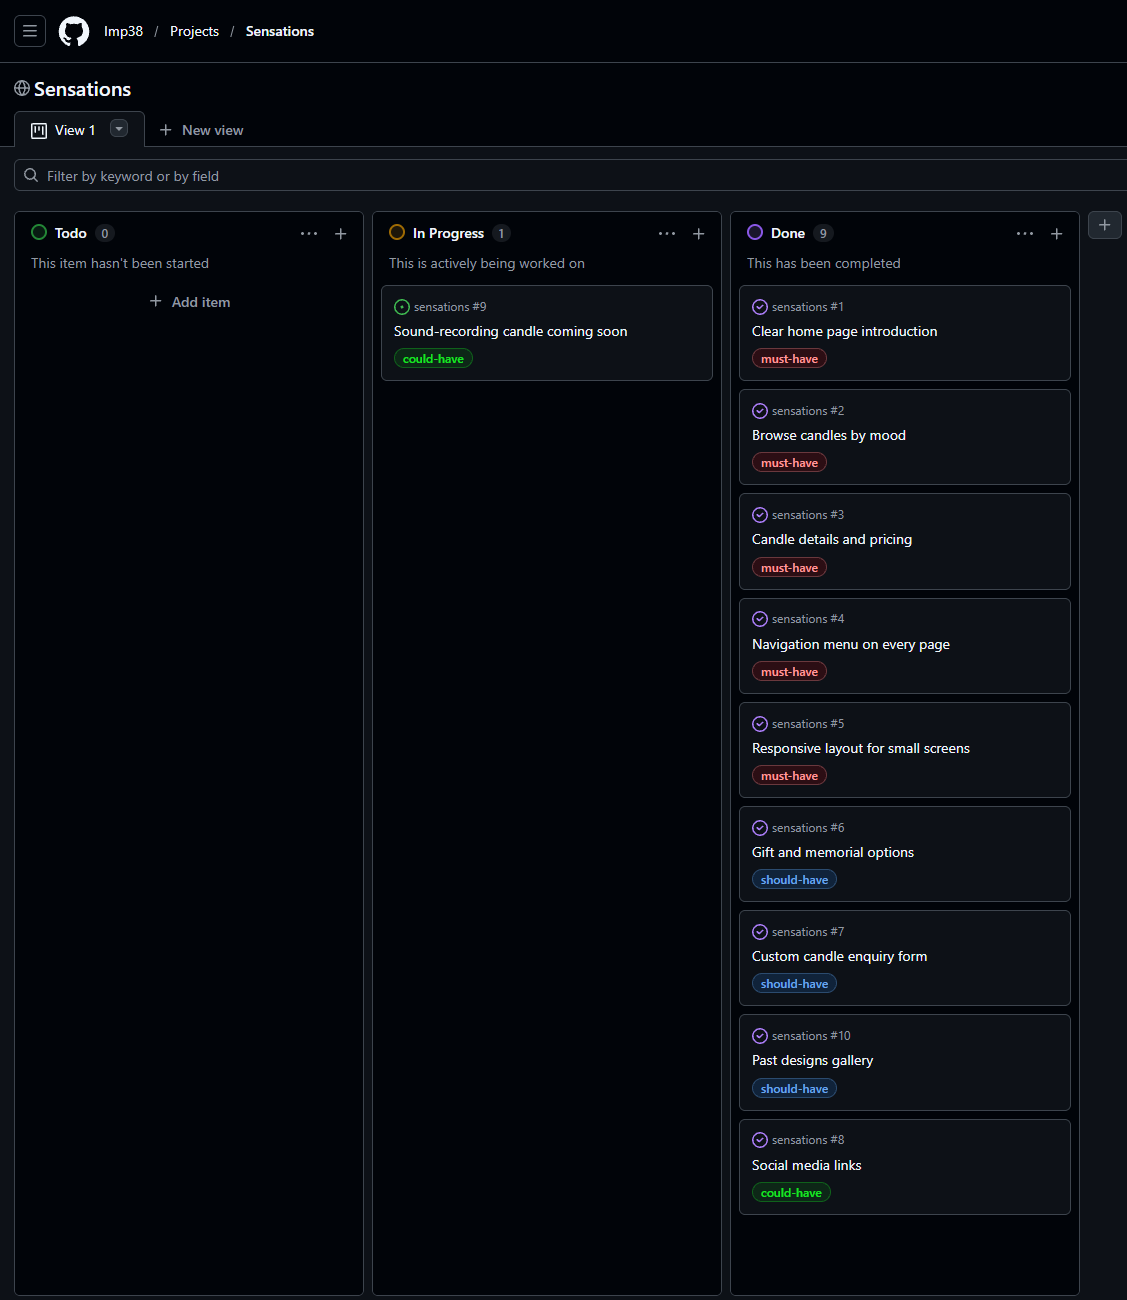 Imp38 / Projects / Sensations
Sensations
View 1
New view
Filter by keyword or by field
Todo 0
This item hasn't been started
Add item
In Progress 1
This is actively being worked on
sensations #9
Sound-recording candle coming soon
could-have
Done 9
This has been completed
sensations #1
Clear home page introduction
must-have
sensations #2
Browse candles by mood
must-have
sensations #3
Candle details and pricing
must-have
sensations #4
Navigation menu on every page
must-have
sensations #5
Responsive layout for small screens
must-have
sensations #6
Gift and memorial options
should-have
sensations #7
Custom candle enquiry form
should-have
sensations #10
Past designs gallery
should-have
sensations #8
Social media links
could-have